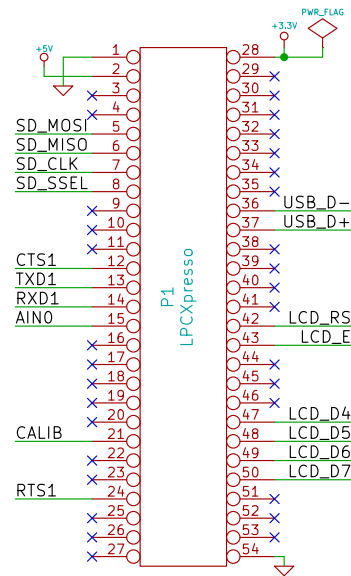 PWR_FLAG
+3.3V
+5V
1 28
2 29
3 30
4 31
SD_MOSI 5 32
SD_MISO 6 33
SD_CLK 7 34
SD_SSEL 8 35
9 36 USB_D-
10 37 USB_D+
11 38
CTS1 12 39
TXD1 13 40
RXD1 14 41
AIN0 15 42 LCD_RS
16 43 LCD_E
17 44
18 45
19 46
20 47 LCD_D4
CALIB 21 48 LCD_D5
22 49 LCD_D6
23 50 LCD_D7
RTS1 24 51
25 52
26 53
27 54
P1
LPCXpresso